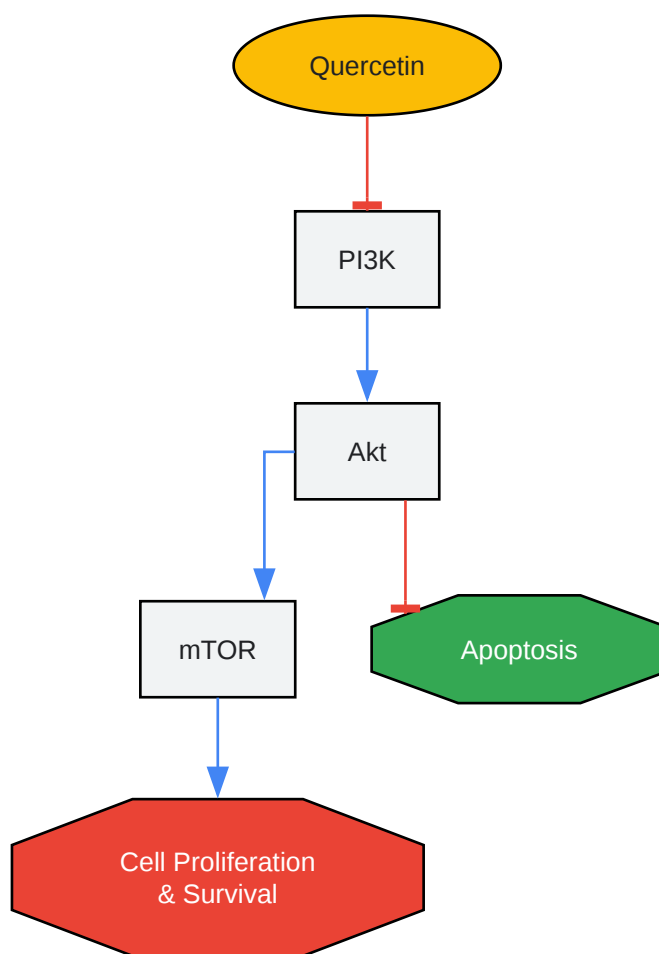 Quercetin
PI3K
Akt
mTOR
Apoptosis
Cell Proliferation
& Survival